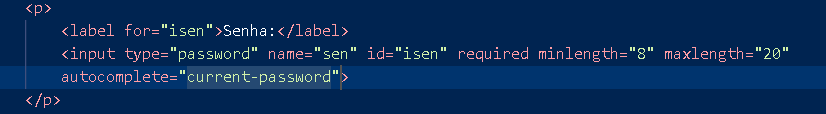 <p>
<label for="isen">Senha:</label>
<input type="password" name="sen" id="isen" required minlength="8" maxlength="20"
autocomplete="current-password">
</p>